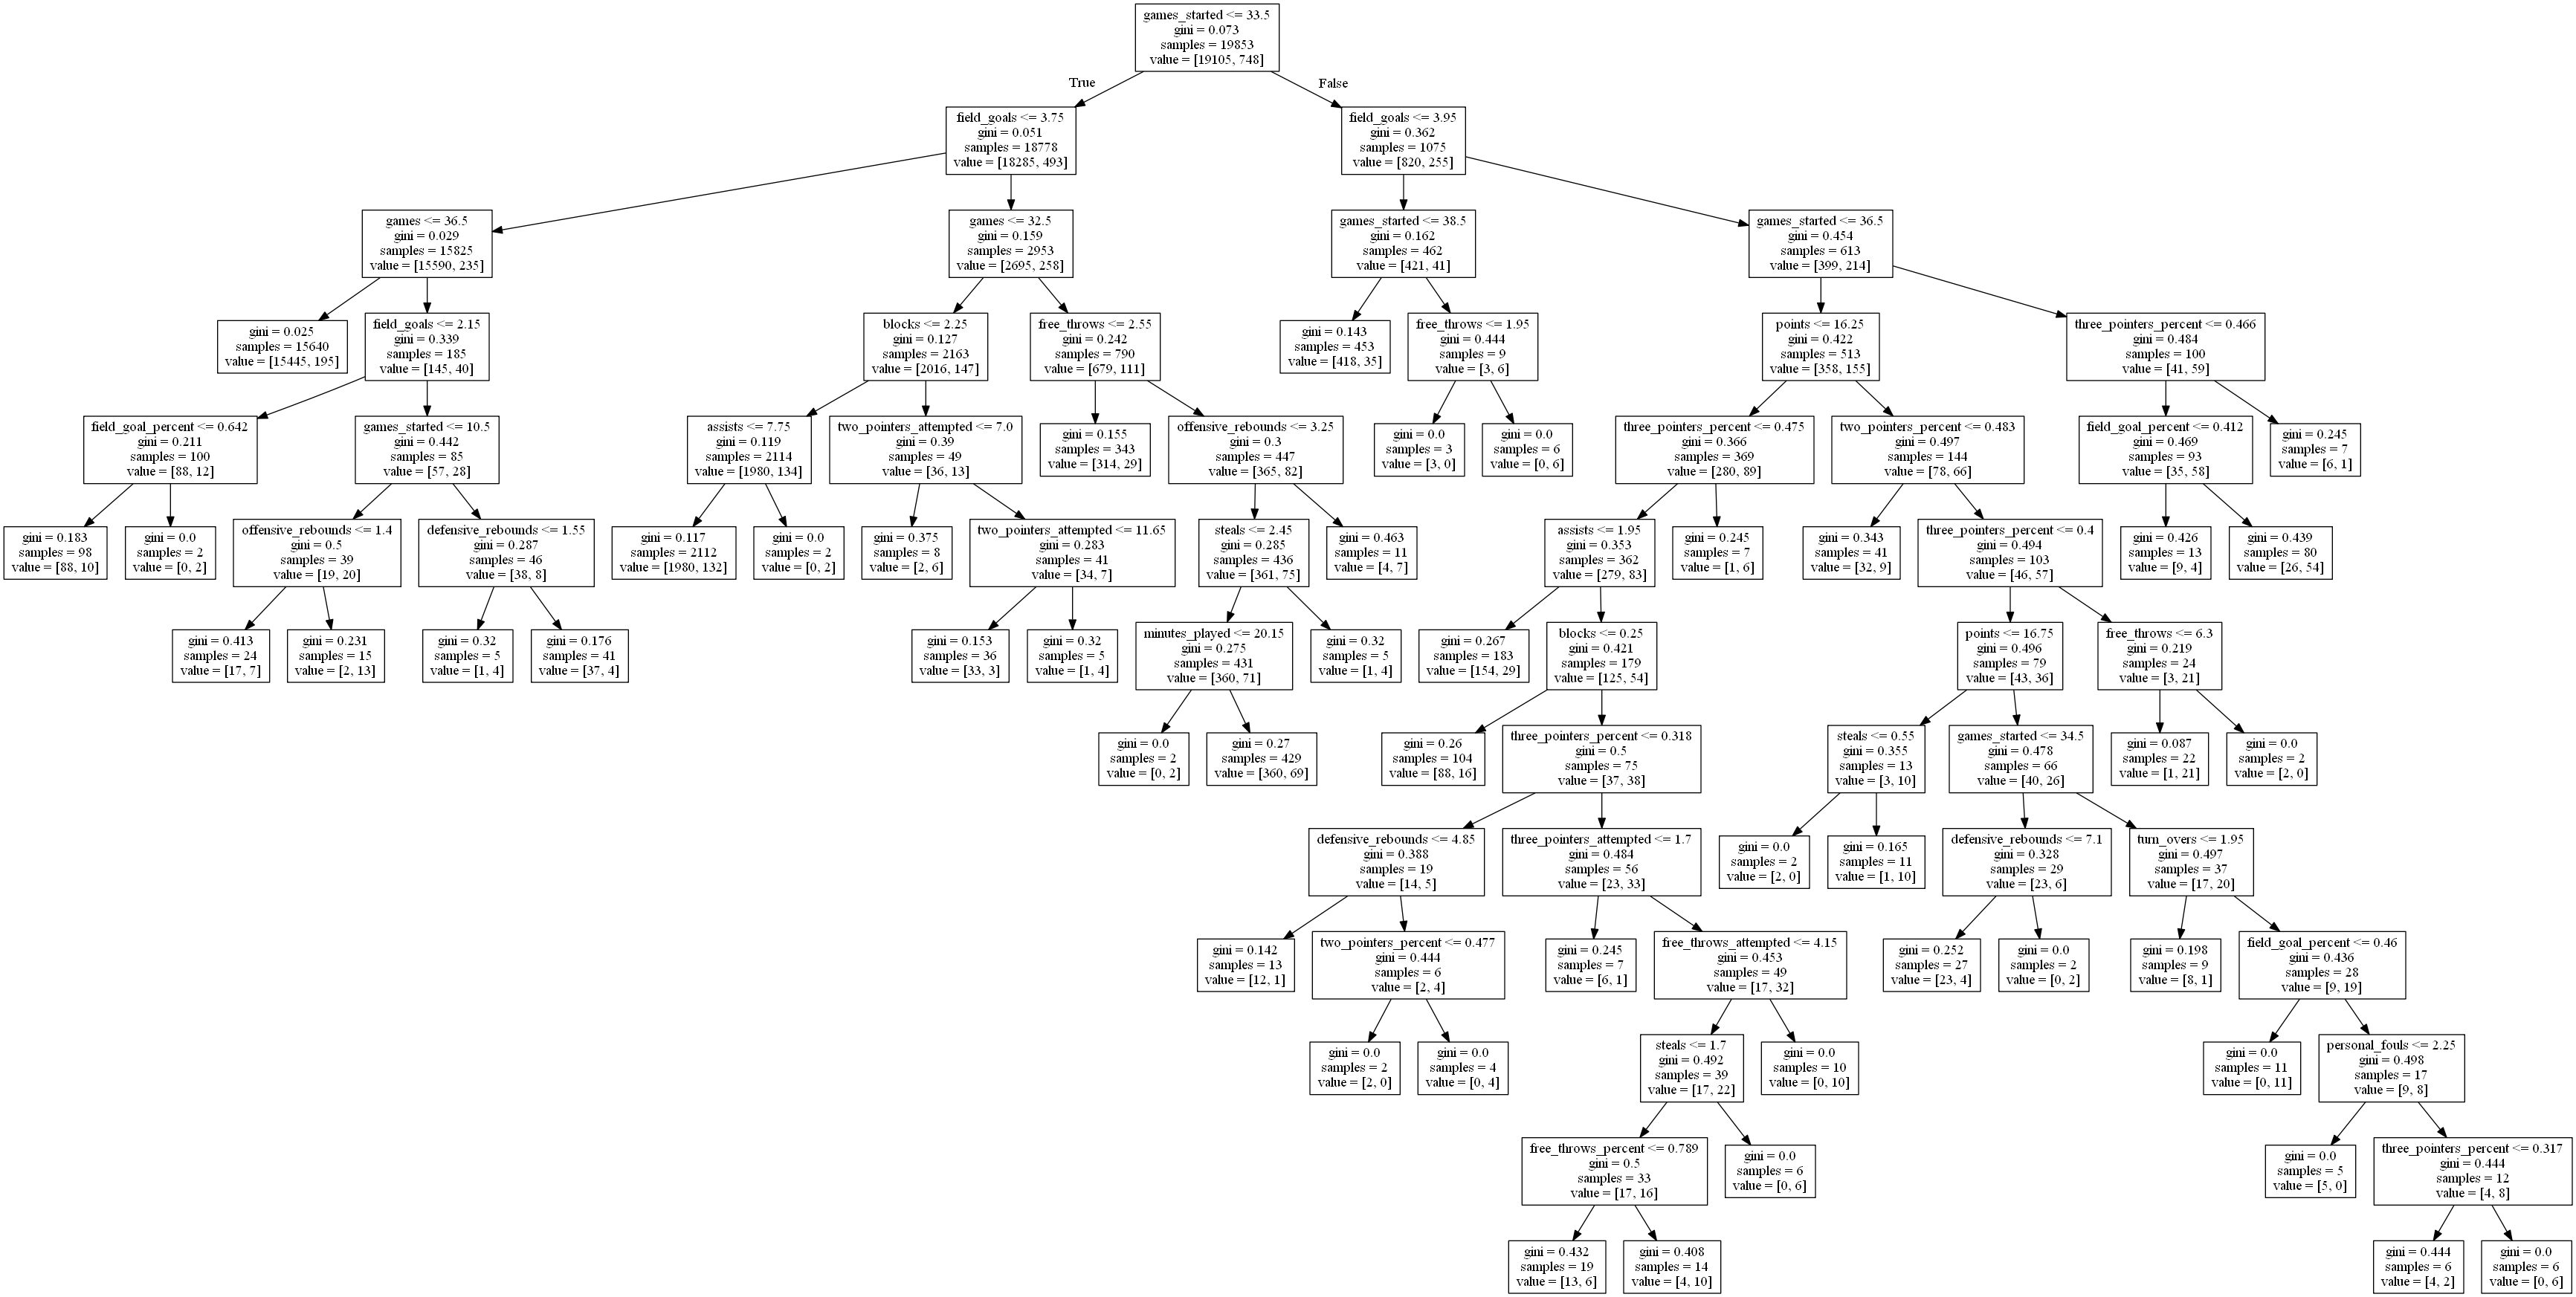 games_started <= 33.5
gini = 0.073
samples = 19853
value = [19105, 748]
True
False
field_goals <= 3.75
gini = 0.051
samples = 18778
value = [18285, 493]
field_goals <= 3.95
gini = 0.362
samples = 1075
value = [820, 255]
games <= 36.5
gini = 0.029
samples = 15825
value = [15590, 235]
games <= 32.5
gini = 0.159
samples = 2953
value = [2695, 258]
games_started <= 38.5
gini = 0.162
samples = 462
value = [421, 41]
games_started <= 36.5
gini = 0.454
samples = 613
value = [399, 214]
gini = 0.025
samples = 15640
value = [15445, 195]
field_goals <= 2.15
gini = 0.339
samples = 185
value = [145, 40]
blocks <= 2.25
gini = 0.127
samples = 2163
value = [2016, 147]
free_throws <= 2.55
gini = 0.242
samples = 790
value = [679, 111]
gini = 0.143
samples = 453
value = [418, 35]
free_throws <= 1.95
gini = 0.444
samples = 9
value = [3, 6]
points <= 16.25
gini = 0.422
samples = 513
value = [358, 155]
three_pointers_percent <= 0.466
gini = 0.484
samples = 100
value = [41, 59]
field_goal_percent <= 0.642
gini = 0.211
samples = 100
value = [88, 12]
games_started <= 10.5
gini = 0.442
samples = 85
value = [57, 28]
assists <= 7.75
gini = 0.119
samples = 2114
value = [1980, 134]
two_pointers_attempted <= 7.0
gini = 0.39
samples = 49
value = [36, 13]
gini = 0.155
samples = 343
value = [314, 29]
offensive_rebounds <= 3.25
gini = 0.3
samples = 447
value = [365, 82]
gini = 0.0
samples = 3
value = [3, 0]
gini = 0.0
samples = 6
value = [0, 6]
three_pointers_percent <= 0.475
gini = 0.366
samples = 369
value = [280, 89]
two_pointers_percent <= 0.483
gini = 0.497
samples = 144
value = [78, 66]
field_goal_percent <= 0.412
gini = 0.469
samples = 93
value = [35, 58]
gini = 0.245
samples = 7
value = [6, 1]
gini = 0.183
samples = 98
value = [88, 10]
gini = 0.0
samples = 2
value = [0, 2]
offensive_rebounds <= 1.4
gini = 0.5
samples = 39
value = [19, 20]
defensive_rebounds <= 1.55
gini = 0.287
samples = 46
value = [38, 8]
gini = 0.117
samples = 2112
value = [1980, 132]
gini = 0.0
samples = 2
value = [0, 2]
gini = 0.375
samples = 8
value = [2, 6]
two_pointers_attempted <= 11.65
gini = 0.283
samples = 41
value = [34, 7]
steals <= 2.45
gini = 0.285
samples = 436
value = [361, 75]
gini = 0.463
samples = 11
value = [4, 7]
assists <= 1.95
gini = 0.353
samples = 362
value = [279, 83]
gini = 0.245
samples = 7
value = [1, 6]
gini = 0.343
samples = 41
value = [32, 9]
three_pointers_percent <= 0.4
gini = 0.494
samples = 103
value = [46, 57]
gini = 0.426
samples = 13
value = [9, 4]
gini = 0.439
samples = 80
value = [26, 54]
gini = 0.413
samples = 24
value = [17, 7]
gini = 0.231
samples = 15
value = [2, 13]
gini = 0.32
samples = 5
value = [1, 4]
gini = 0.176
samples = 41
value = [37, 4]
gini = 0.153
samples = 36
value = [33, 3]
gini = 0.32
samples = 5
value = [1, 4]
minutes_played <= 20.15
gini = 0.275
samples = 431
value = [360, 71]
gini = 0.32
samples = 5
value = [1, 4]
gini = 0.267
samples = 183
value = [154, 29]
blocks <= 0.25
gini = 0.421
samples = 179
value = [125, 54]
points <= 16.75
gini = 0.496
samples = 79
value = [43, 36]
free_throws <= 6.3
gini = 0.219
samples = 24
value = [3, 21]
gini = 0.0
samples = 2
value = [0, 2]
gini = 0.27
samples = 429
value = [360, 69]
gini = 0.26
samples = 104
value = [88, 16]
three_pointers_percent <= 0.318
gini = 0.5
samples = 75
value = [37, 38]
steals <= 0.55
gini = 0.355
samples = 13
value = [3, 10]
games_started <= 34.5
gini = 0.478
samples = 66
value = [40, 26]
gini = 0.087
samples = 22
value = [1, 21]
gini = 0.0
samples = 2
value = [2, 0]
defensive_rebounds <= 4.85
gini = 0.388
samples = 19
value = [14, 5]
three_pointers_attempted <= 1.7
gini = 0.484
samples = 56
value = [23, 33]
gini = 0.0
samples = 2
value = [2, 0]
gini = 0.165
samples = 11
value = [1, 10]
defensive_rebounds <= 7.1
gini = 0.328
samples = 29
value = [23, 6]
turn_overs <= 1.95
gini = 0.497
samples = 37
value = [17, 20]
gini = 0.142
samples = 13
value = [12, 1]
two_pointers_percent <= 0.477
gini = 0.444
samples = 6
value = [2, 4]
gini = 0.245
samples = 7
value = [6, 1]
free_throws_attempted <= 4.15
gini = 0.453
samples = 49
value = [17, 32]
gini = 0.252
samples = 27
value = [23, 4]
gini = 0.0
samples = 2
value = [0, 2]
gini = 0.198
samples = 9
value = [8, 1]
field_goal_percent <= 0.46
gini = 0.436
samples = 28
value = [9, 19]
gini = 0.0
samples = 2
value = [2, 0]
gini = 0.0
samples = 4
value = [0, 4]
steals <= 1.7
gini = 0.492
samples = 39
value = [17, 22]
gini = 0.0
samples = 10
value = [0, 10]
gini = 0.0
samples = 11
value = [0, 11]
personal_fouls <= 2.25
gini = 0.498
samples = 17
value = [9, 8]
free_throws_percent <= 0.789
gini = 0.5
samples = 33
value = [17, 16]
gini = 0.0
samples = 6
value = [0, 6]
gini = 0.0
samples = 5
value = [5, 0]
three_pointers_percent <= 0.317
gini = 0.444
samples = 12
value = [4, 8]
gini = 0.432
samples = 19
value = [13, 6]
gini = 0.408
samples = 14
value = [4, 10]
gini = 0.444
samples = 6
value = [4, 2]
gini = 0.0
samples = 6
value = [0, 6]